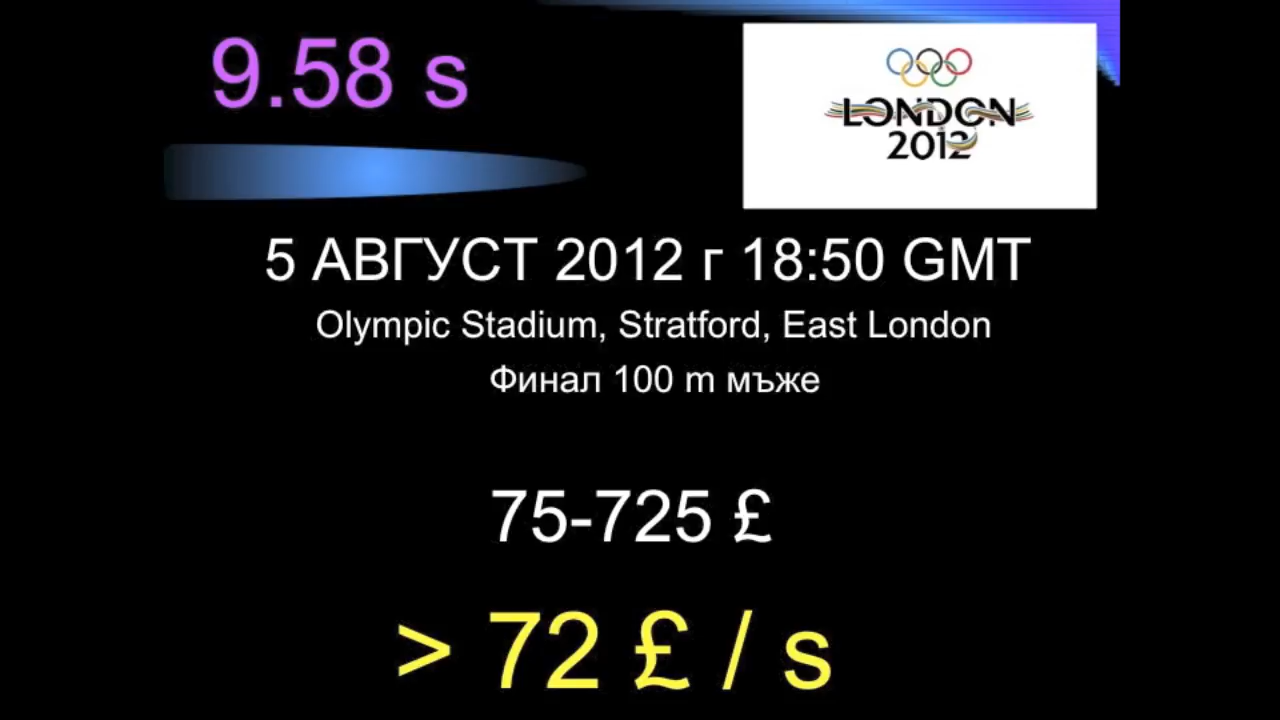 9.58 s
LONDON
2012
5 АВГУСТ 2012 г 18:50 GMT
Olympic Stadium, Stratford, East London
Финал 100 m мъже
75-725 £
> 72 £ / s